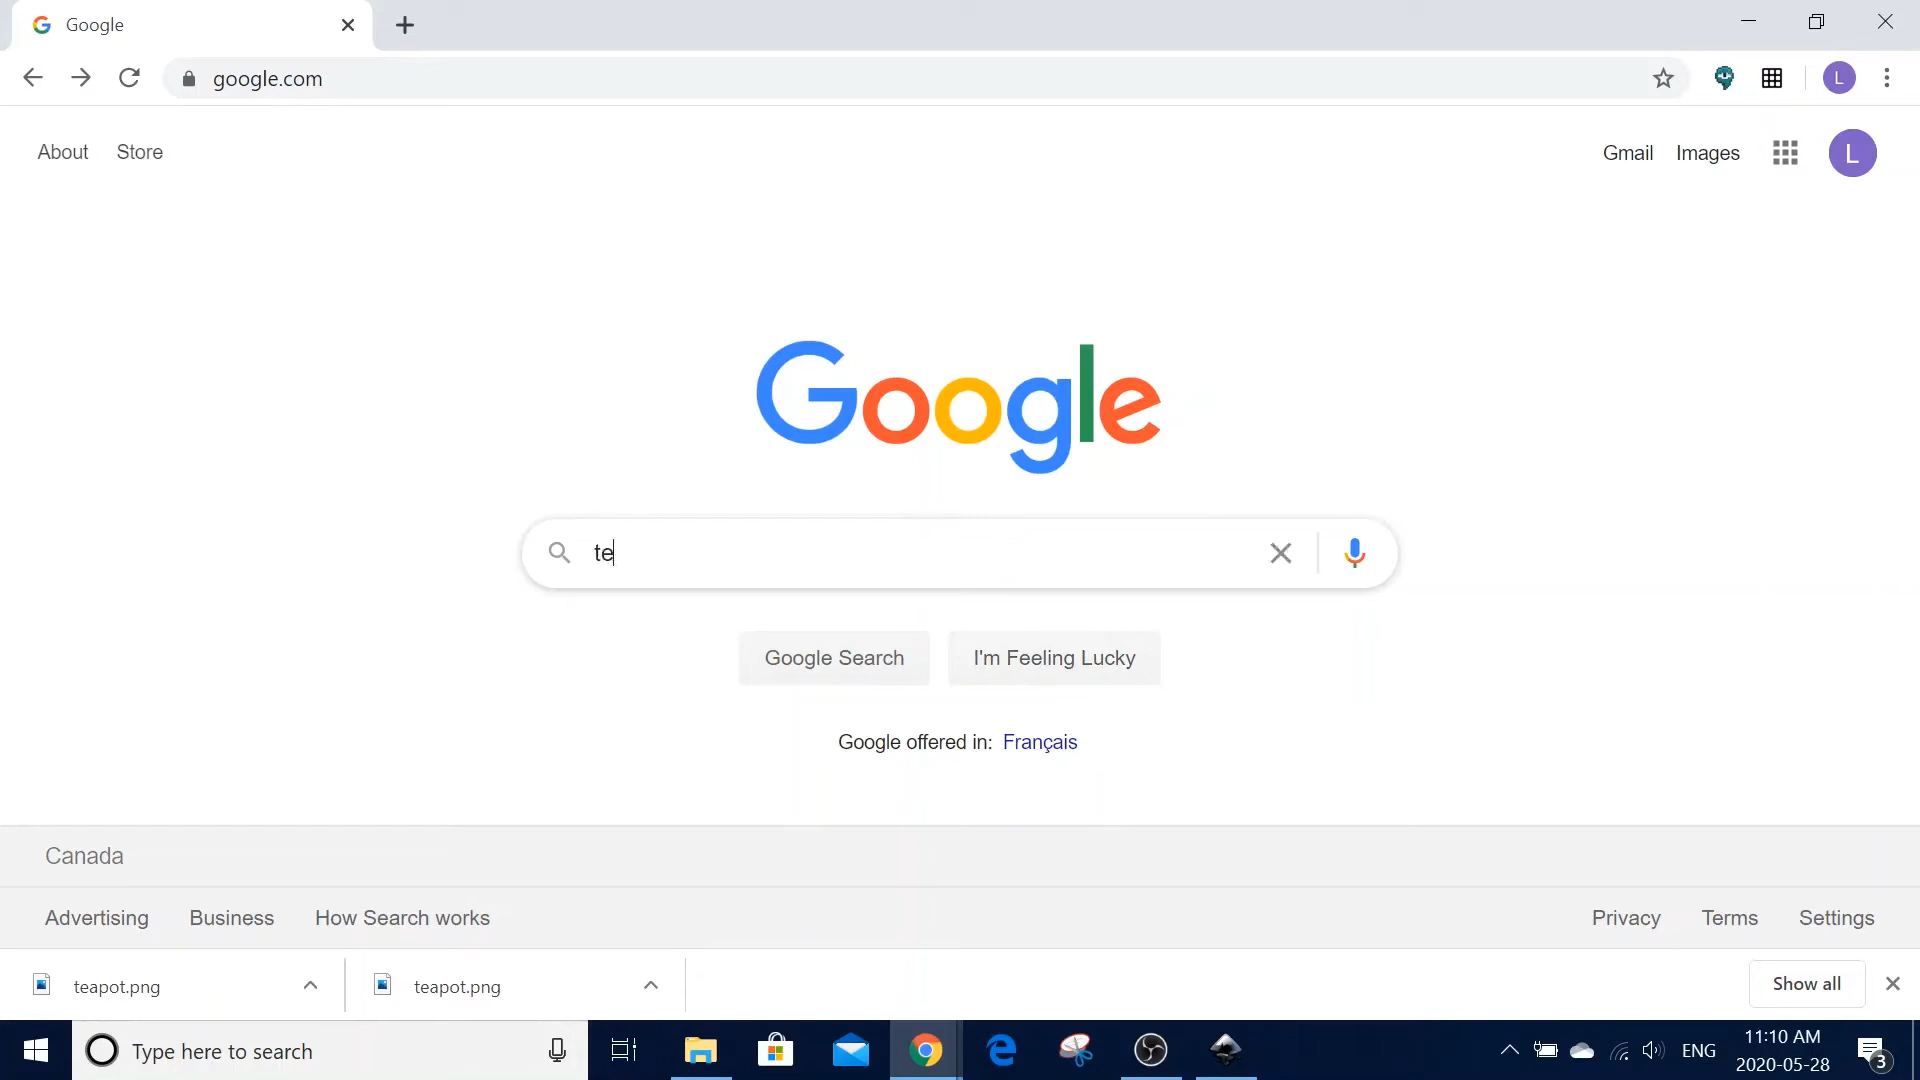 Google
google.com
L
About Store
Gmail Images
L
Google
te
Google Search I'm Feeling Lucky
Google offered in: Français
Canada
Advertising Business How Search works
Privacy Terms Settings
teapot.png
teapot.png
Show all
Type here to search
ENG
11:10 AM
2020-05-28
3